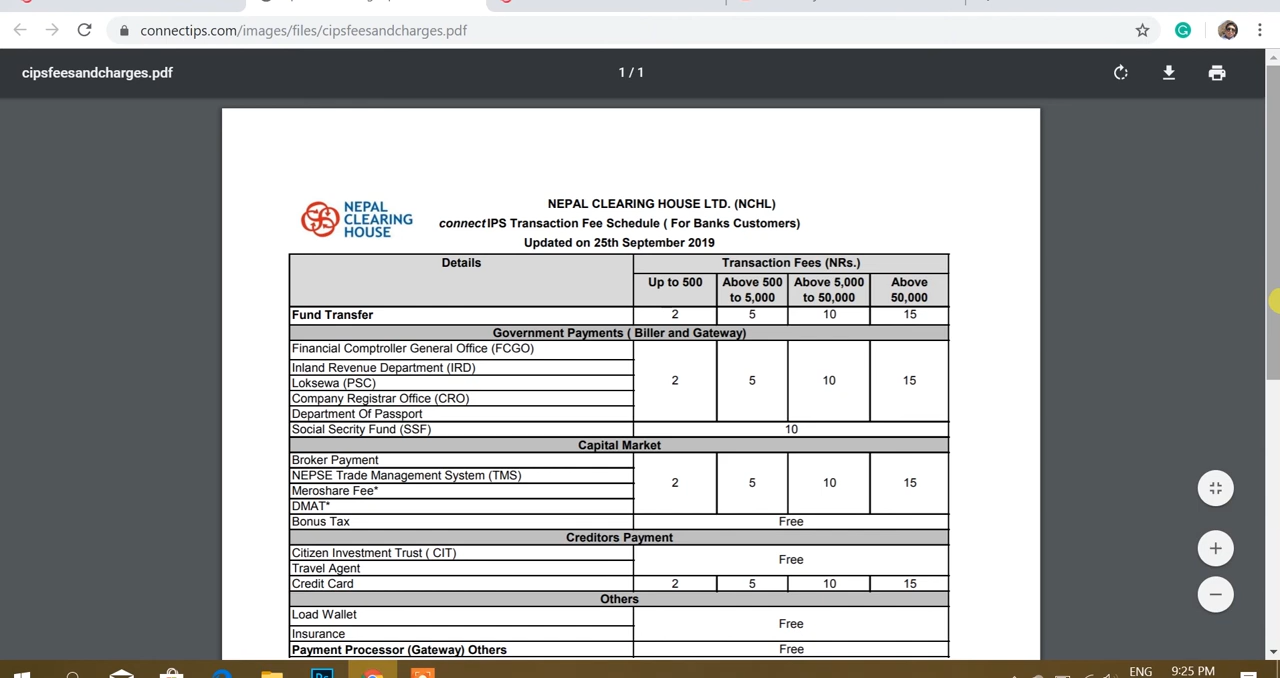 connectips.com/images/files/cipsfeesandcharges.pdf
cipsfeesandcharges.pdf
1 / 1
NEPAL
CLEARING
HOUSE
NEPAL CLEARING HOUSE LTD. (NCHL)
connectIPS Transaction Fee Schedule ( For Banks Customers)
Updated on 25th September 2019
Details Transaction Fees (NRs.)
Up to 500 Above 500 to 5,000 Above 5,000 to 50,000 Above 50,000
Fund Transfer 2 5 10 15
Government Payments ( Biller and Gateway)
Financial Comptroller General Office (FCGO)
Inland Revenue Department (IRD)
Loksewa (PSC) 2 5 10 15
Company Registrar Office (CRO)
Department Of Passport
Social Secrity Fund (SSF) 10
Capital Market
Broker Payment
NEPSE Trade Management System (TMS) 2 5 10 15
Meroshare Fee*
DMAT*
Bonus Tax Free
Creditors Payment
Citizen Investment Trust ( CIT) Free
Travel Agent
Credit Card 2 5 10 15
Others
Load Wallet Free
Insurance
Payment Processor (Gateway) Others Free
ENG 9:25 PM